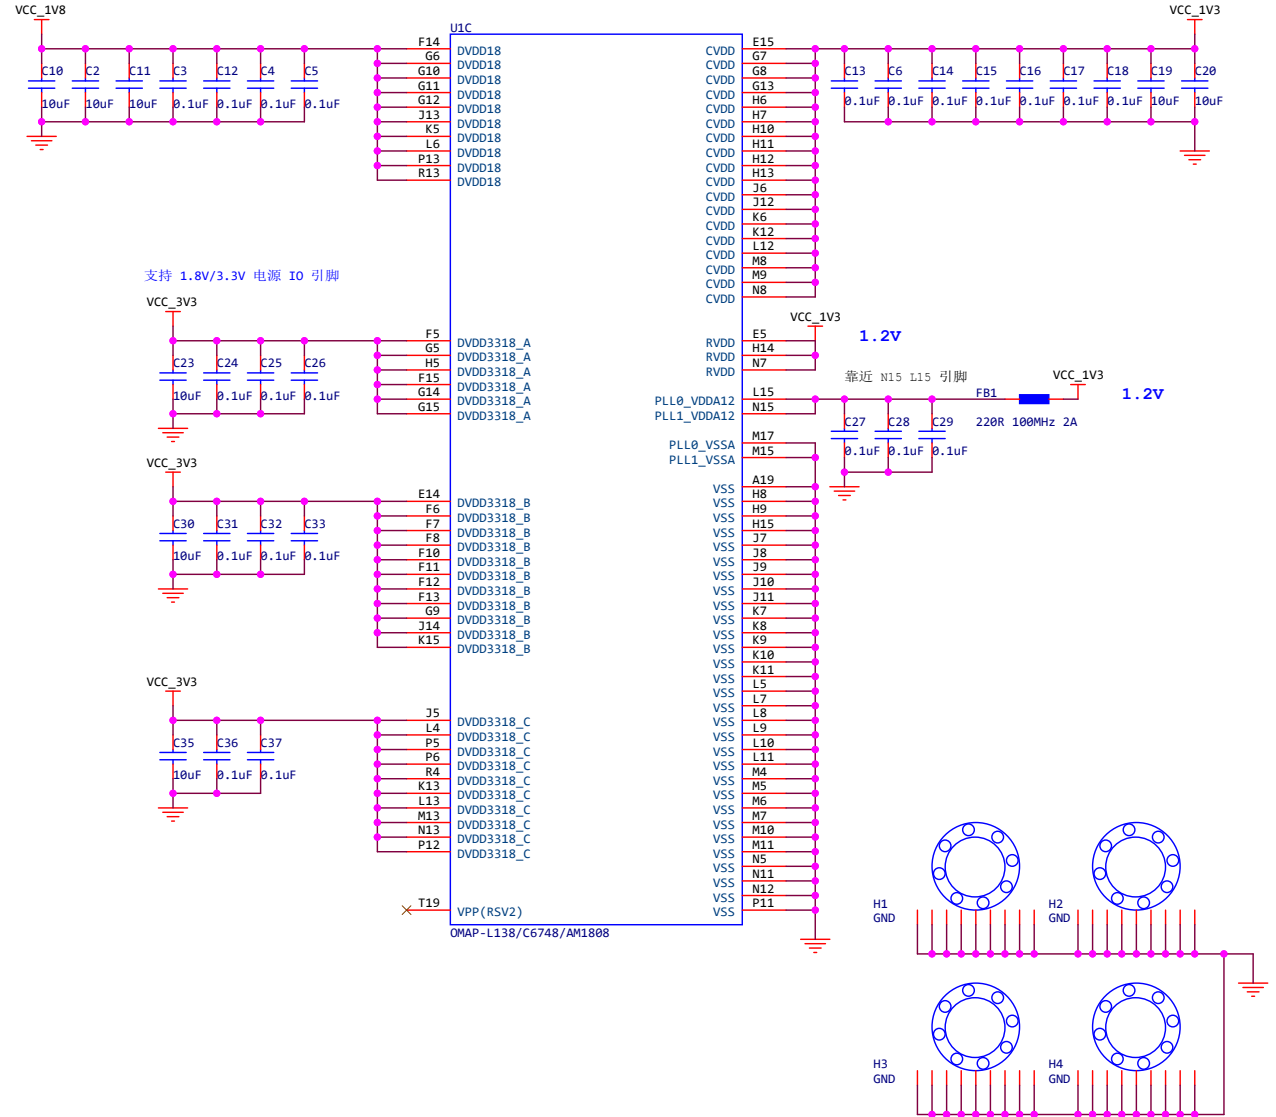 VCC_1V8
VCC_1V3
U1C
C10 C2 C11 C3 C12 C4 C5
10uF 10uF 10uF 0.1uF 0.1uF 0.1uF 0.1uF
F14 DVDD18
G6 DVDD18
G10 DVDD18
G11 DVDD18
G12 DVDD18
J13 DVDD18
K5 DVDD18
L6 DVDD18
P13 DVDD18
R13 DVDD18
CVDD E15
CVDD G7
CVDD G8
CVDD G13
CVDD H6
CVDD H7
CVDD H10
CVDD H11
CVDD H12
CVDD H13
CVDD J6
CVDD J12
CVDD K6
CVDD K12
CVDD L12
CVDD M8
CVDD M9
CVDD N8
C13 C6 C14 C15 C16 C17 C18 C19 C20
0.1uF 0.1uF 0.1uF 0.1uF 0.1uF 0.1uF 0.1uF 10uF 10uF
支持 1.8V/3.3V 电源 IO 引脚
VCC_3V3
C23 C24 C25 C26
10uF 0.1uF 0.1uF 0.1uF
F5 DVDD3318_A
G5 DVDD3318_A
H5 DVDD3318_A
F15 DVDD3318_A
G14 DVDD3318_A
G15 DVDD3318_A
VCC_1V3
1.2V
RVDD E5
RVDD H14
RVDD N7
靠近 N15 L15 引脚
VCC_1V3
1.2V
PLL0_VDDA12 L15
PLL1_VDDA12 N15
FB1
220R 100MHz 2A
C27 C28 C29
0.1uF 0.1uF 0.1uF
PLL0_VSSA M17
PLL1_VSSA M15
VCC_3V3
C30 C31 C32 C33
10uF 0.1uF 0.1uF 0.1uF
E14 DVDD3318_B
F6 DVDD3318_B
F7 DVDD3318_B
F8 DVDD3318_B
F10 DVDD3318_B
F11 DVDD3318_B
F12 DVDD3318_B
F13 DVDD3318_B
G9 DVDD3318_B
J14 DVDD3318_B
K15 DVDD3318_B
VSS A19
VSS H8
VSS H9
VSS H15
VSS J7
VSS J8
VSS J9
VSS J10
VSS J11
VSS K7
VSS K8
VSS K9
VSS K10
VSS K11
VSS L5
VSS L7
VSS L8
VSS L9
VSS L10
VSS L11
VSS M4
VSS M5
VSS M6
VSS M7
VSS M10
VSS M11
VSS N5
VSS N11
VSS N12
VSS P11
VCC_3V3
C35 C36 C37
10uF 0.1uF 0.1uF
J5 DVDD3318_C
L4 DVDD3318_C
P5 DVDD3318_C
P6 DVDD3318_C
R4 DVDD3318_C
K13 DVDD3318_C
L13 DVDD3318_C
M13 DVDD3318_C
N13 DVDD3318_C
P12 DVDD3318_C
T19 VPP(RSV2)
OMAP-L138/C6748/AM1808
H1
GND
H2
GND
H3
GND
H4
GND